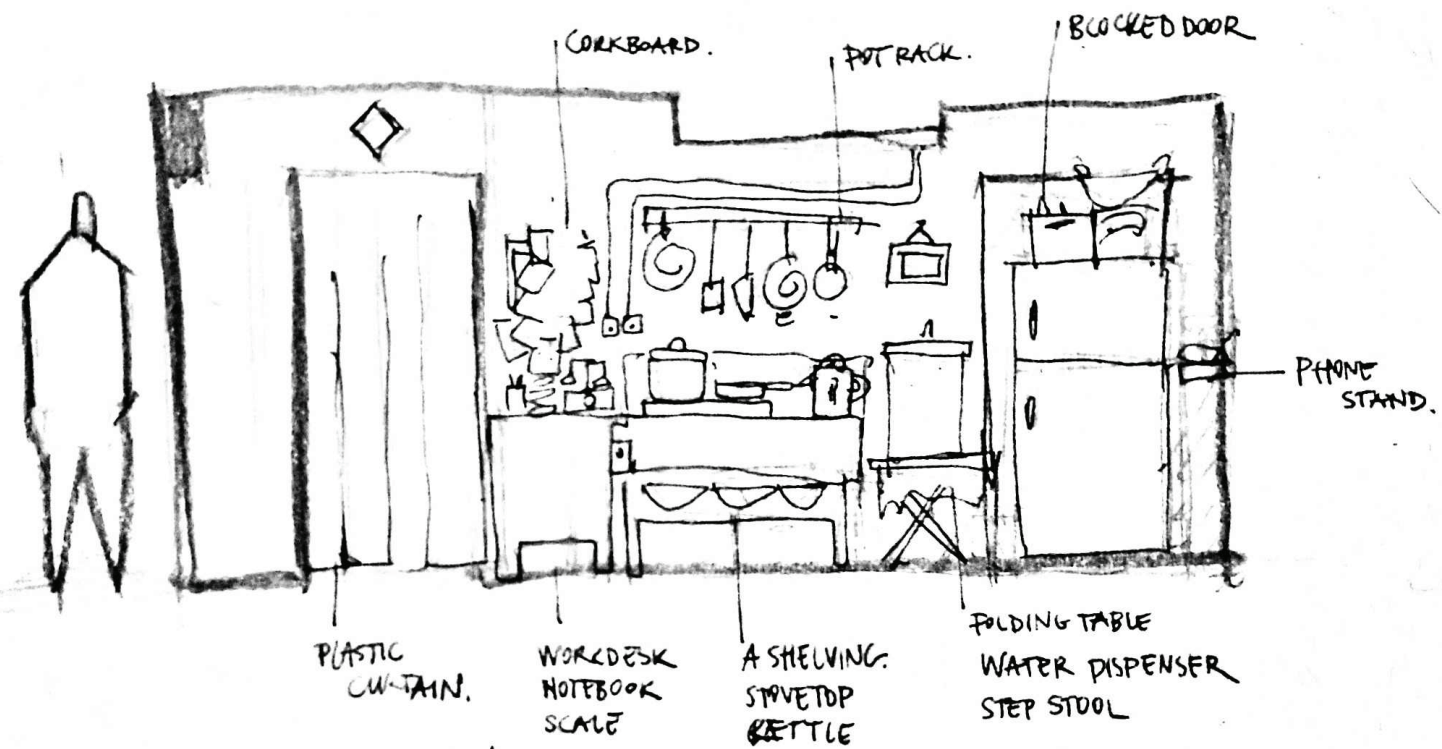 CORKBOARD.
POT RACK.
BLOCKED DOOR
PHONE
STAND.
PLASTIC
CURTAIN.
WORKDESK
NOTEBOOK
SCALE
A SHELVING.
STOVETOP
KETTLE
FOLDING TABLE
WATER DISPENSER
STEP STOOL